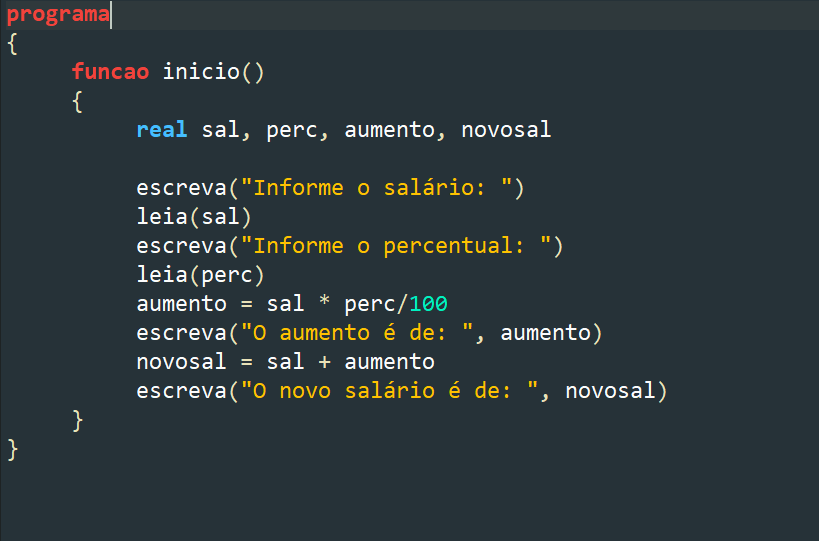 programa
{
funcao inicio()
{
real sal, perc, aumento, novosal
escreva("Informe o salário: ")
leia(sal)
escreva("Informe o percentual: ")
leia(perc)
aumento = sal * perc/100
escreva("O aumento é de: ", aumento)
novosal = sal + aumento
escreva("O novo salário é de: ", novosal)
}
}